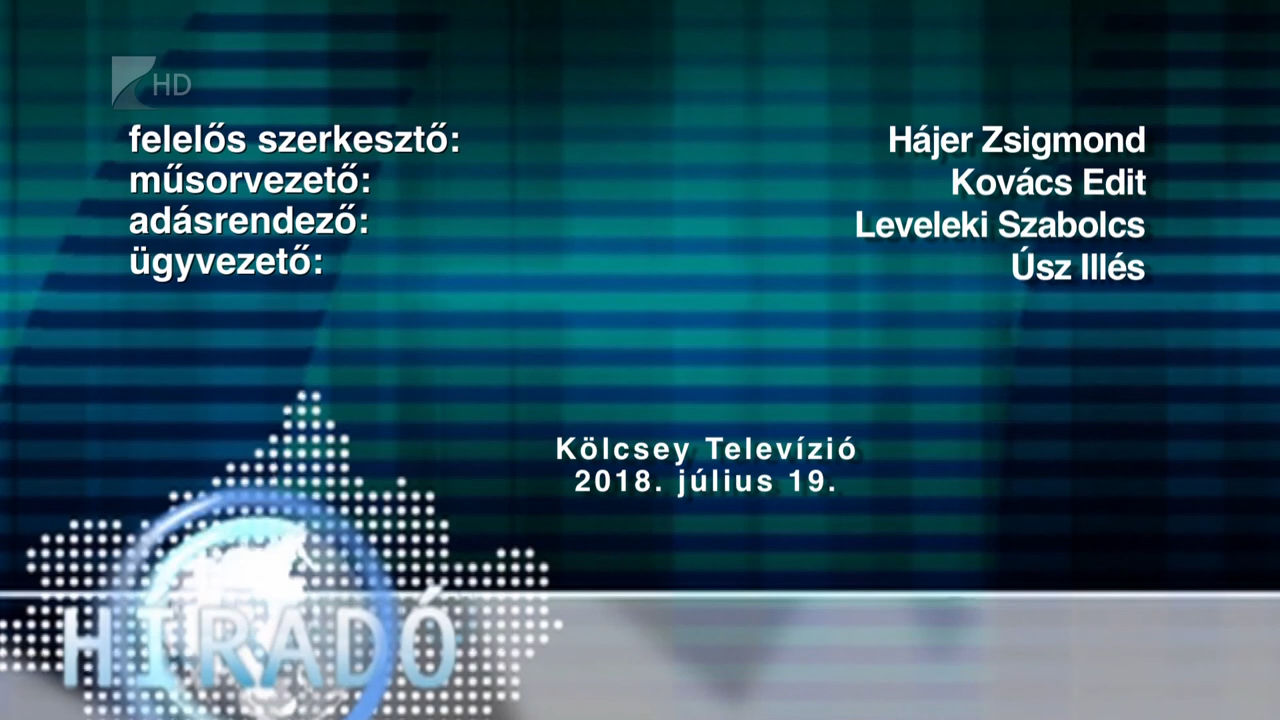 HD
felelős szerkesztő: Hájer Zsigmond
műsorvezető: Kovács Edit
adásrendező: Leveleki Szabolcs
ügyvezető: Úsz Illés
Kölcsey Televízió
2018. július 19.
HÍRADÓ